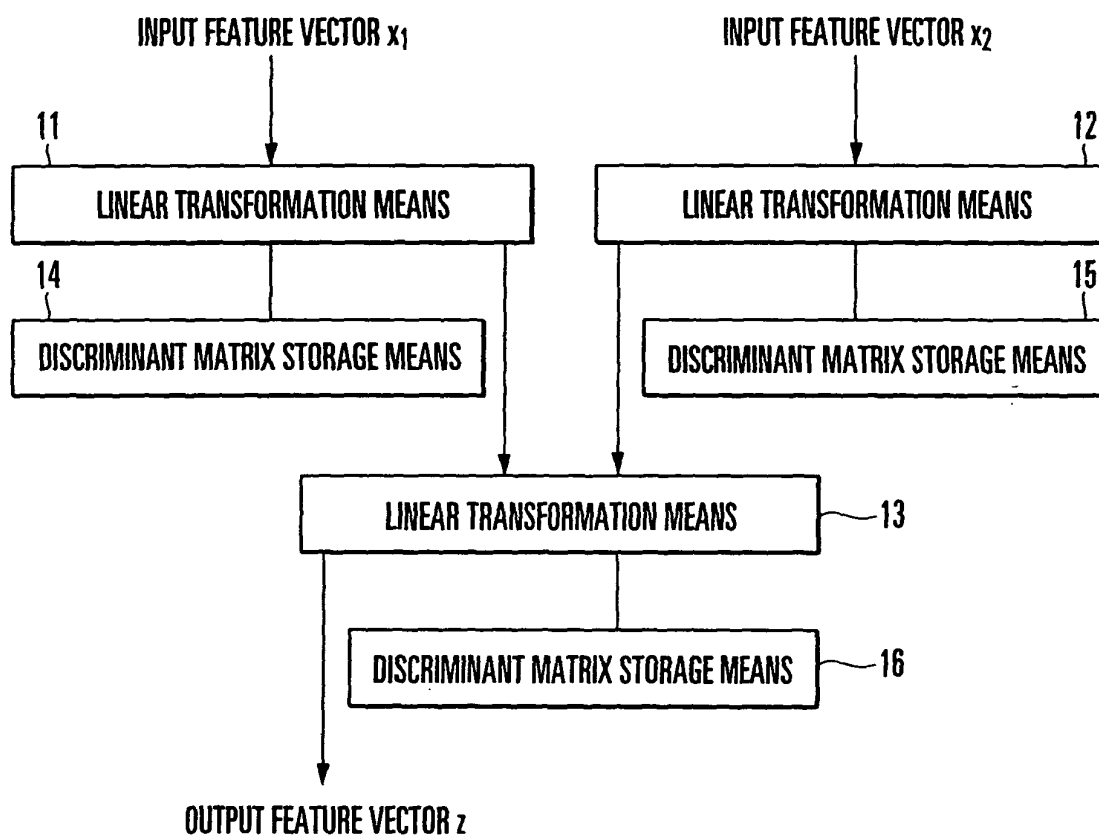 INPUT FEATURE VECTOR x1
INPUT FEATURE VECTOR x2
11
12
LINEAR TRANSFORMATION MEANS
LINEAR TRANSFORMATION MEANS
14
15
DISCRIMINANT MATRIX STORAGE MEANS
DISCRIMINANT MATRIX STORAGE MEANS
LINEAR TRANSFORMATION MEANS
13
DISCRIMINANT MATRIX STORAGE MEANS
16
OUTPUT FEATURE VECTOR z